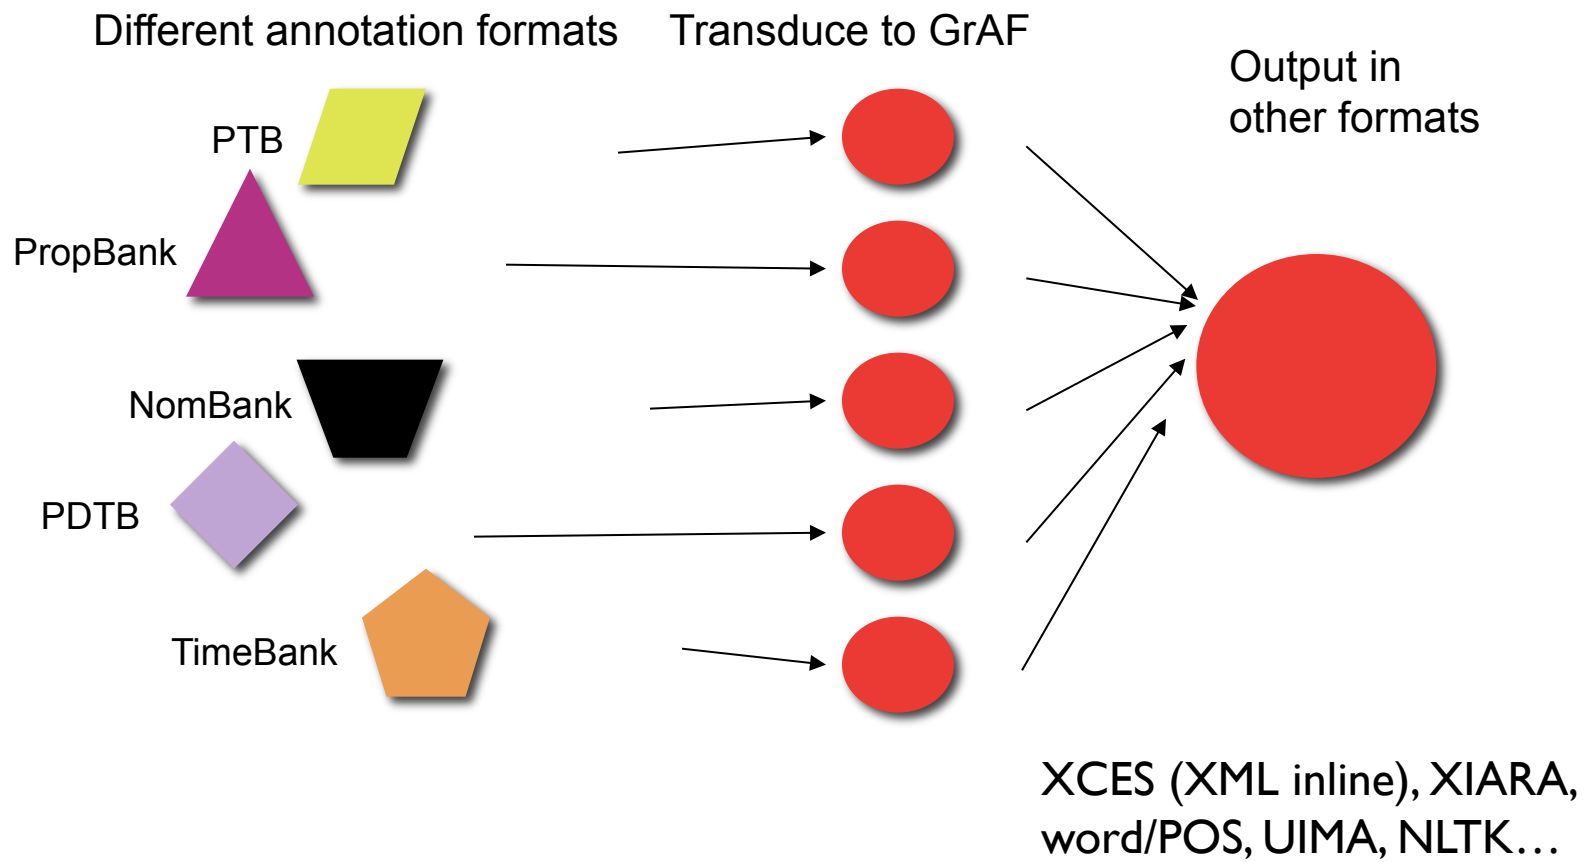 Different annotation formats
Transduce to GrAF
Output in
other formats
PTB
PropBank
NomBank
PDTB
TimeBank
XCES (XML inline), XIARA,
word/POS, UIMA, NLTK…